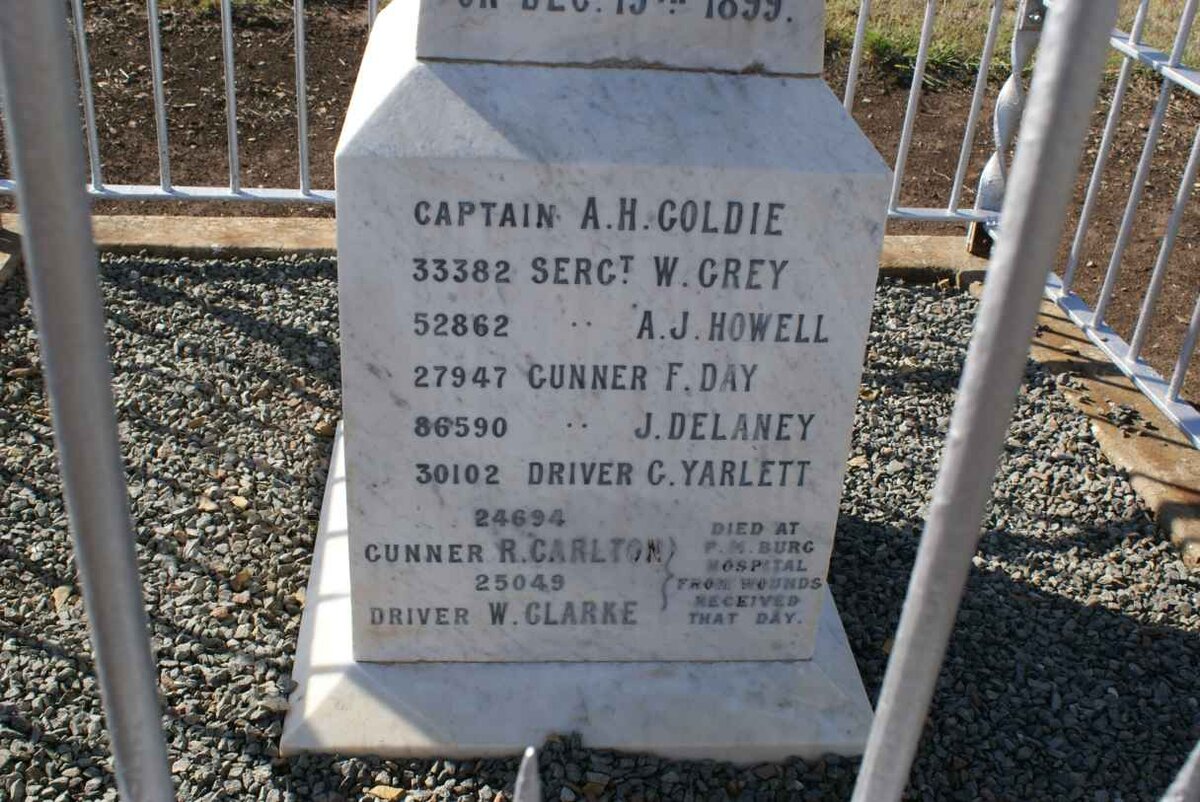 ON DEC. 15TH 1899.
CAPTAIN A.H. GOLDIE
33382 SERGT W. GREY
52862 ·· A.J. HOWELL
27947 GUNNER F. DAY
86590 ·· J. DELANEY
30102 DRIVER G. YARLETT
24694
GUNNER R. CARLTON
25049
DRIVER W. CLARKE
DIED AT
P.M. BURG
HOSPITAL
FROM WOUNDS
RECEIVED
THAT DAY.